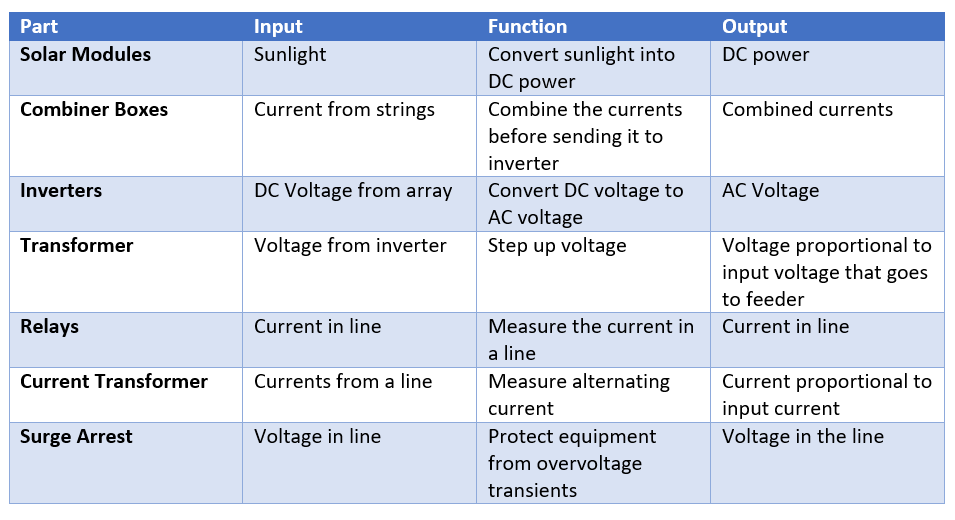 Part Input Function Output
Solar Modules Sunlight Convert sunlight into DC power
DC power
Combiner Boxes Current from strings Combine the currents Combined currents
before sending it to
inverter
Inverters DC Voltage from array Convert DC voltage to AC Voltage
AC voltage
Transformer Voltage from inverter Step up voltage Voltage proportional to
input voltage that goes
to feeder
Relays Current in line Measure the current in Current in line
a line
Current Transformer Currents from a line Measure alternating Current proportional to
current input current
Surge Arrest Voltage in line Protect equipment Voltage in the line
from overvoltage
transients